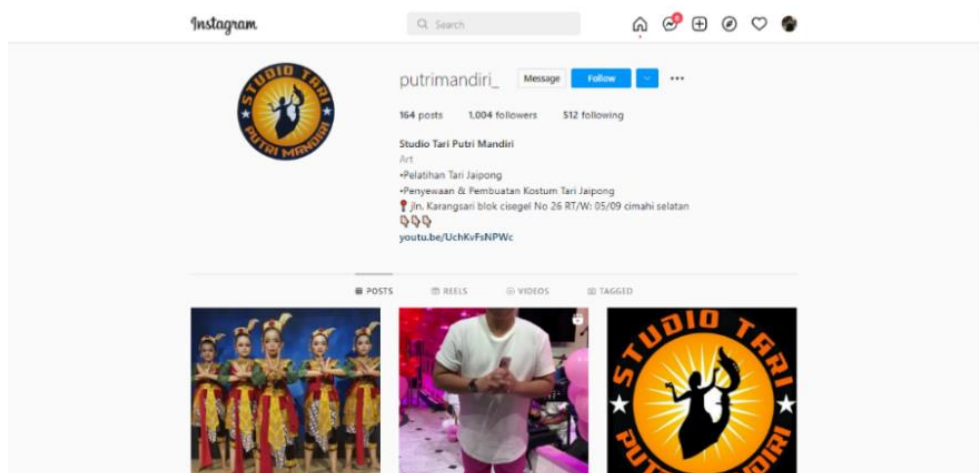 Instagram
Search
6
putrimandiri_ Message Follow
164 posts 1,004 followers 512 following
Studio Tari Putri Mandiri
Art
•Pelatihan Tari Jaipong
•Penyewaan & Pembuatan Kostum Tari Jaipong
jln. Karangsari blok cisegel No 26 RT/W: 05/09 cimahi selatan
youtu.be/UchKvFsNPWc
STUDIO TARI
PUTRI MANDIRI
POSTS REELS VIDEOS TAGGED
STUDIO TARI
PUTRI MANDIRI